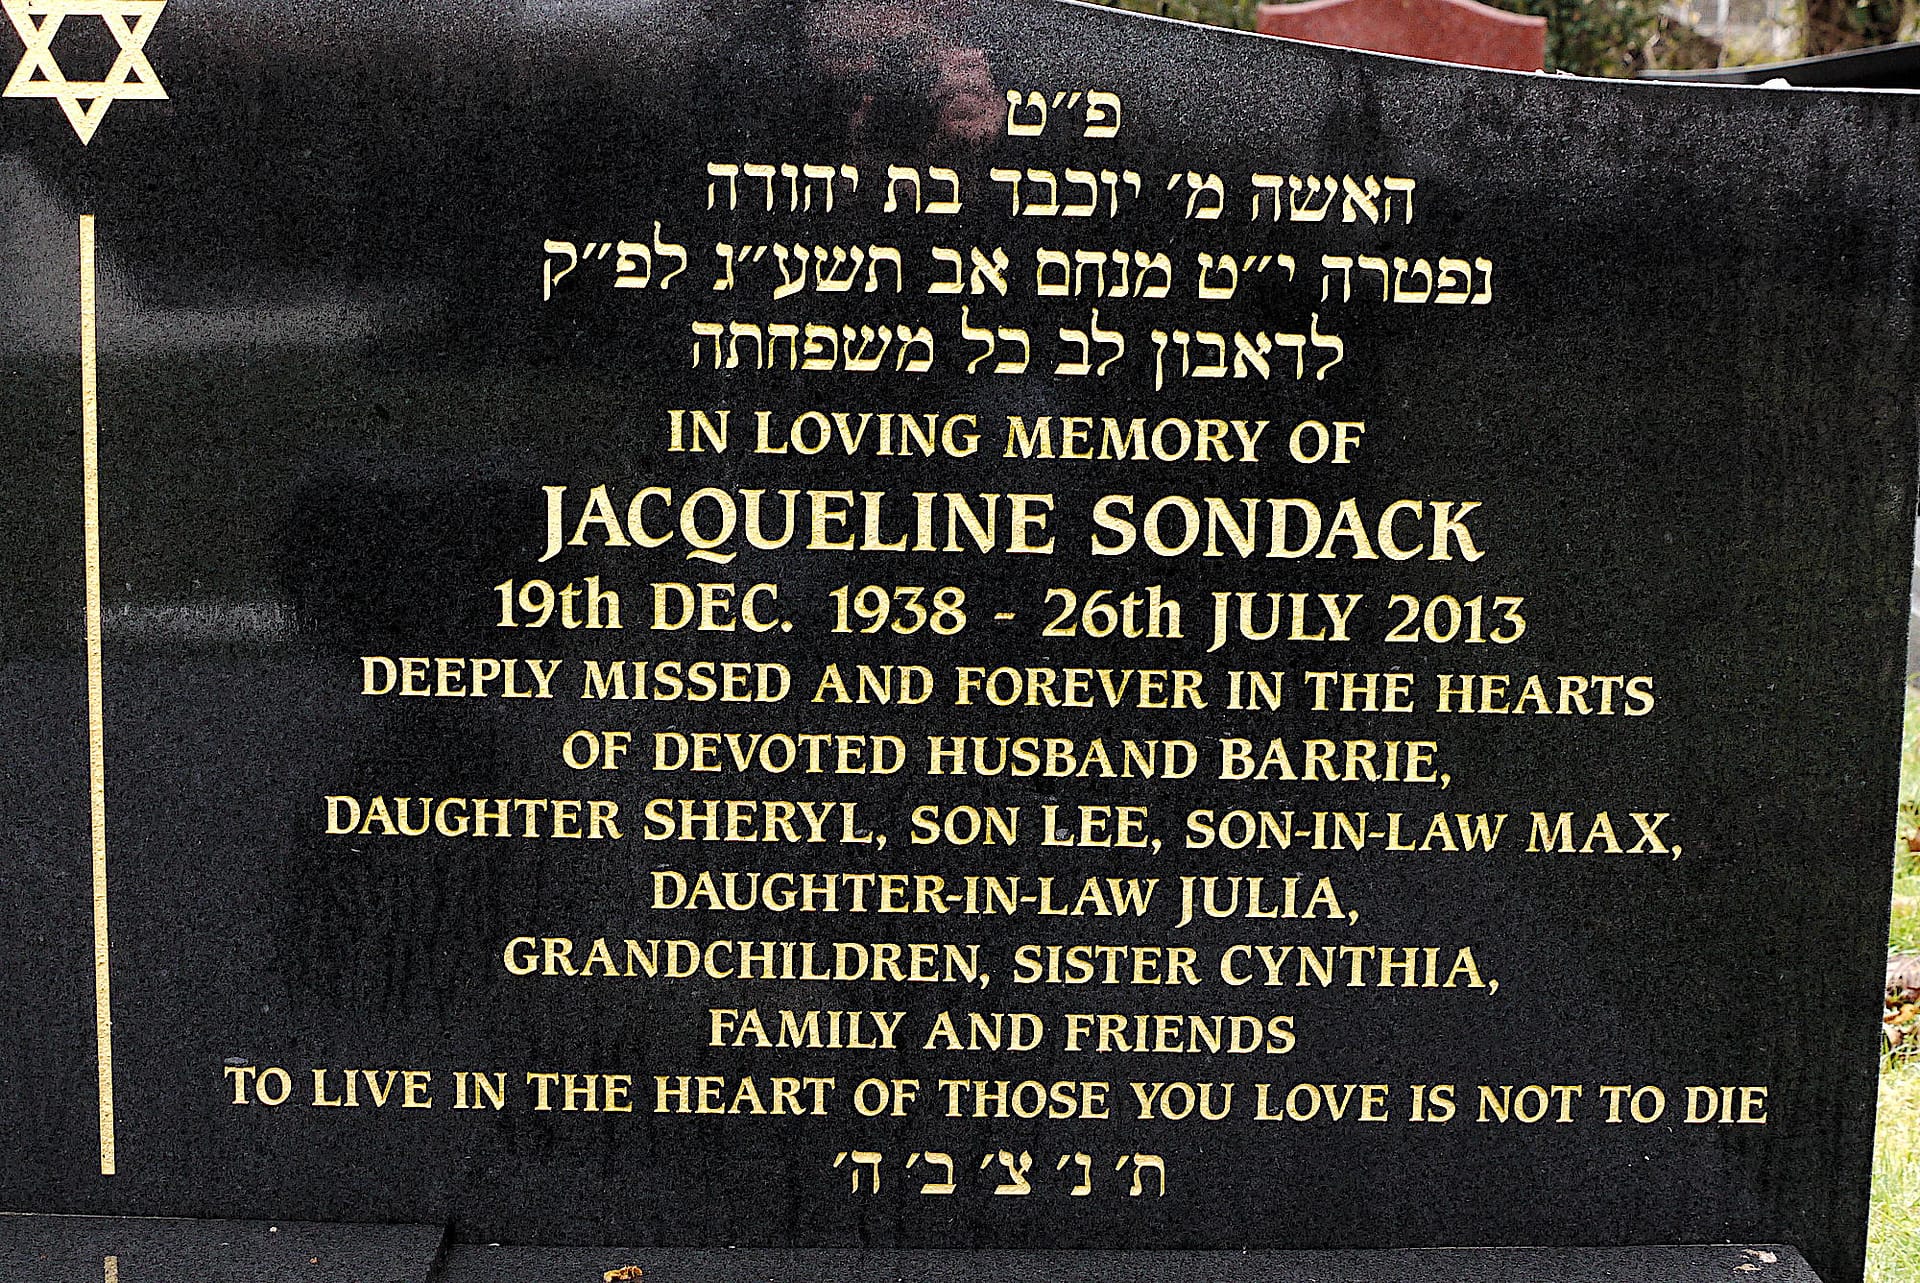 פ״ט
האשה מ׳ יוכבד בת יהודה
נפטרה י״ט מנחם אב תשע״ג לפ״ק
לדאבון לב כל משפחתה
IN LOVING MEMORY OF
JACQUELINE SONDACK
19th DEC. 1938 - 26th JULY 2013
DEEPLY MISSED AND FOREVER IN THE HEARTS
OF DEVOTED HUSBAND BARRIE,
DAUGHTER SHERYL, SON LEE, SON-IN-LAW MAX,
DAUGHTER-IN-LAW JULIA,
GRANDCHILDREN, SISTER CYNTHIA,
FAMILY AND FRIENDS
TO LIVE IN THE HEART OF THOSE YOU LOVE IS NOT TO DIE
ת׳ נ׳ צ׳ ב׳ ה׳